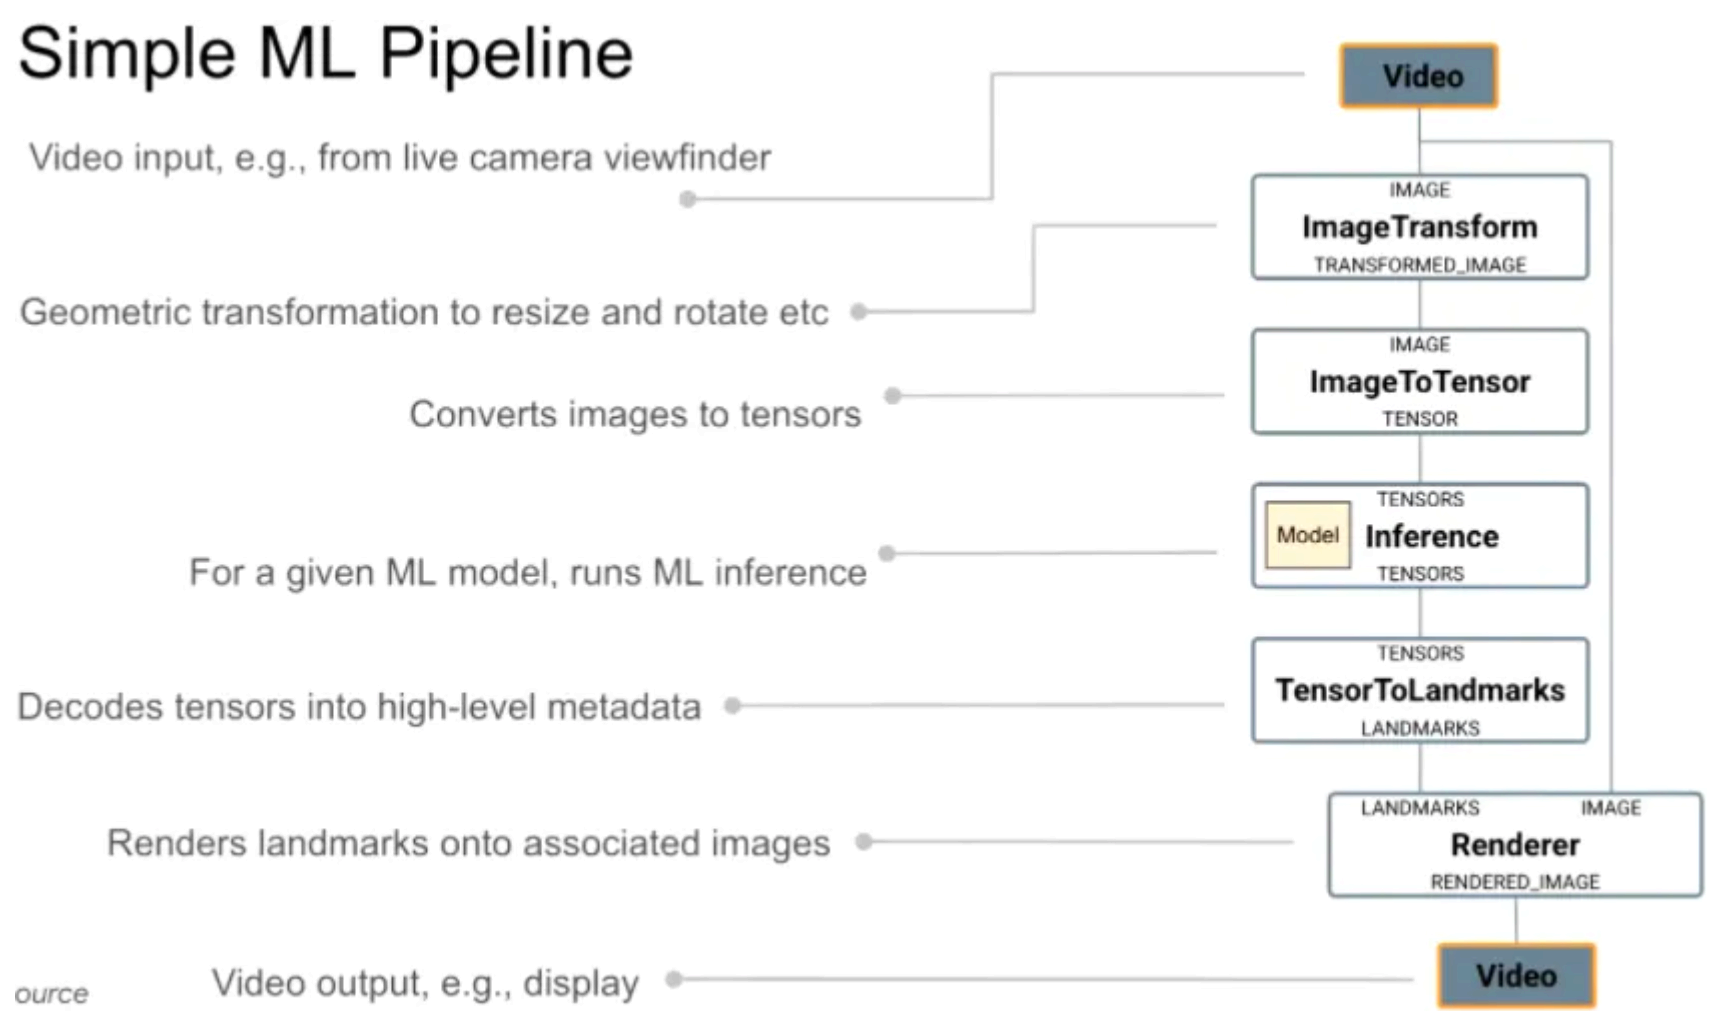 Simple ML Pipeline
Video input, e.g., from live camera viewfinder
Geometric transformation to resize and rotate etc
Converts images to tensors
For a given ML model, runs ML inference
Decodes tensors into high-level metadata
Renders landmarks onto associated images
Video output, e.g., display
ource
Video
IMAGE
ImageTransform
TRANSFORMED_IMAGE
IMAGE
ImageToTensor
TENSOR
TENSORS
Model
Inference
TENSORS
TENSORS
TensorToLandmarks
LANDMARKS
LANDMARKS IMAGE
Renderer
RENDERED_IMAGE
Video